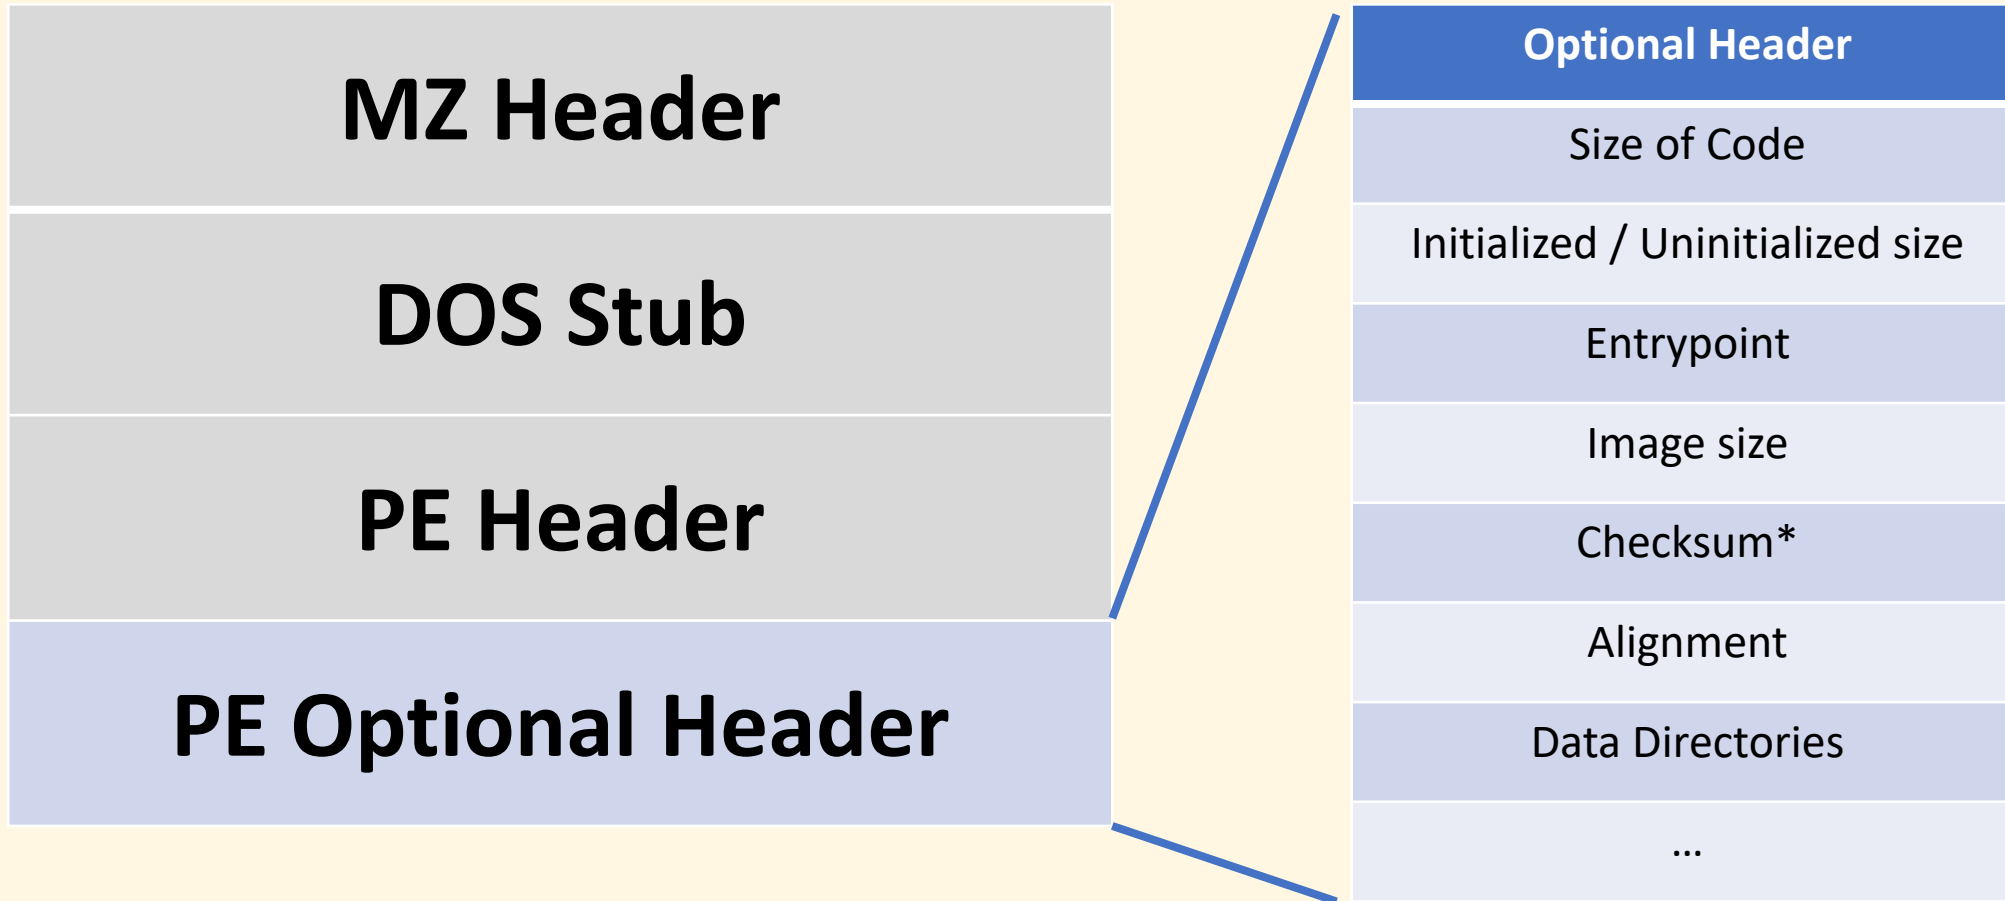 MZ Header
DOS Stub
PE Header
PE Optional Header
Optional Header
Size of Code
Initialized / Uninitialized size
Entrypoint
Image size
Checksum*
Alignment
Data Directories
...